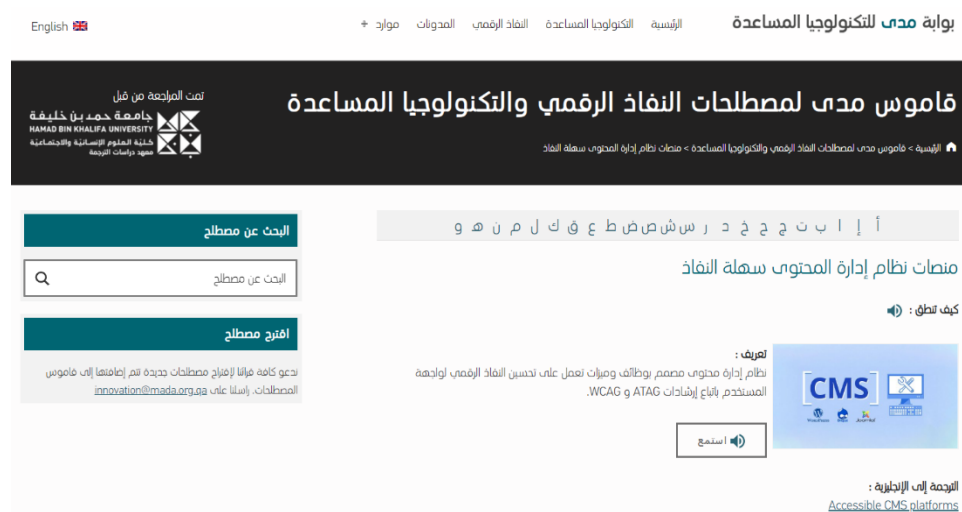 بوابة مدى للتكنولوجيا المساعدة
الرئيسية التكنولوجيا المساعدة النفاذ الرقمي المدونات موارد +
English
قاموس مدى لمصطلحات النفاذ الرقمي والتكنولوجيا المساعدة
الرئيسية > قاموس مدى لمصطلحات النفاذ الرقمي والتكنولوجيا المساعدة > منصات نظام إدارة المحتوى سهلة النفاذ
تمت المراجعة من قبل
جامعة حمد بن خليفة
HAMAD BIN KHALIFA UNIVERSITY
كلية العلوم الإنسانية والاجتماعية
معهد دراسات الترجمة
أ إ ا ب ت ج ح خ د ر س ش ص ض ط ع ق ك ل م ن ه و
منصات نظام إدارة المحتوى سهلة النفاذ
كيف تنطق :
CMS
تعريف :
نظام إدارة محتوى مصمم بوظائف وميزات تعمل على تحسين النفاذ الرقمي لواجهة
المستخدم باتباع إرشادات ATAG و WCAG.
استمع
الترجمة إلى الإنجليزية :
Accessible CMS platforms
البحث عن مصطلح
البحث عن مصطلح
اقترح مصطلح
ندعو كافة قرائنا لإقتراح مصطلحات جديدة تتم إضافتها إلى قاموس
المصطلحات. راسلنا على innovation@mada.org.qa